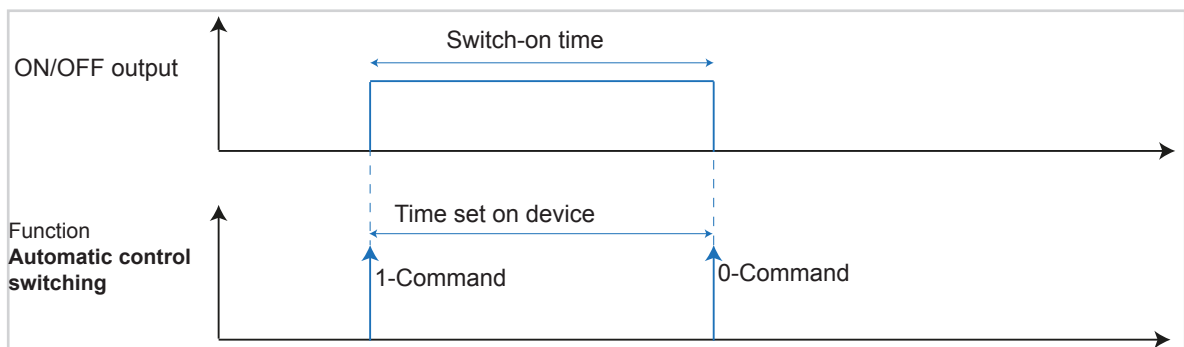 Switch-on time
ON/OFF output
Function
Automatic control
switching
Time set on device
1-Command
0-Command